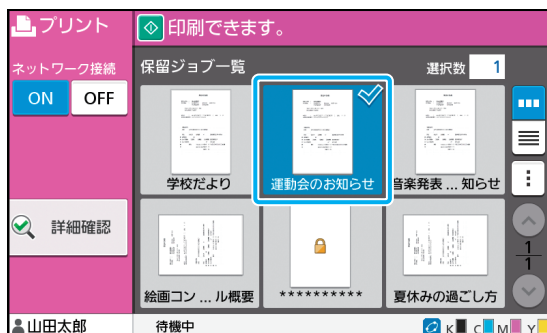 プリント
印刷できます。
ネットワーク接続
ON OFF
保留ジョブ一覧
選択数 1
学校だより
運動会のお知らせ
音楽発表 ... 知らせ
詳細確認
絵画コン ... ル概要
**********
夏休みの過ごし方
1
1
山田太郎
待機中
K C M Y